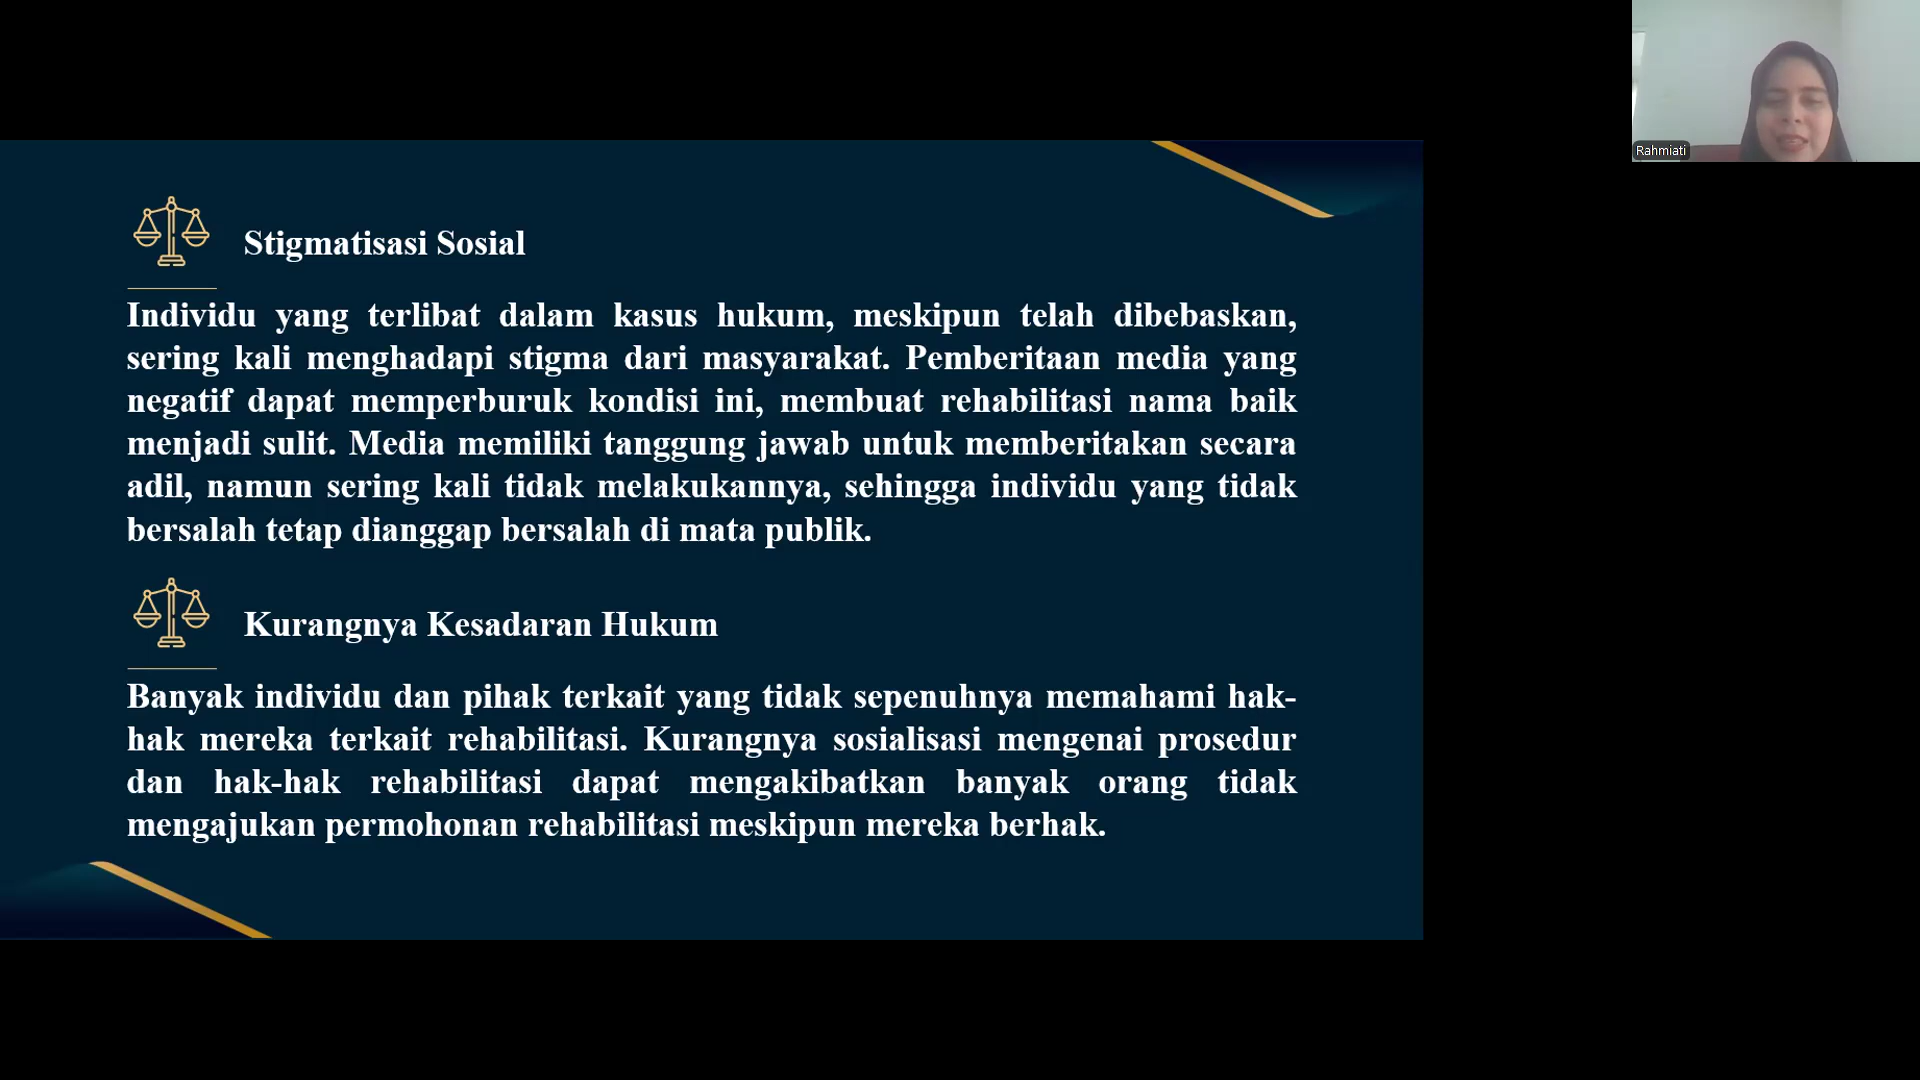 Rahmiati
Stigmatisasi Sosial
Individu yang terlibat dalam kasus hukum, meskipun telah dibebaskan,
sering kali menghadapi stigma dari masyarakat. Pemberitaan media yang
negatif dapat memperburuk kondisi ini, membuat rehabilitasi nama baik
menjadi sulit. Media memiliki tanggung jawab untuk memberitakan secara
adil, namun sering kali tidak melakukannya, sehingga individu yang tidak
bersalah tetap dianggap bersalah di mata publik.
Kurangnya Kesadaran Hukum
Banyak individu dan pihak terkait yang tidak sepenuhnya memahami hak-
hak mereka terkait rehabilitasi. Kurangnya sosialisasi mengenai prosedur
dan hak-hak rehabilitasi dapat mengakibatkan banyak orang tidak
mengajukan permohonan rehabilitasi meskipun mereka berhak.